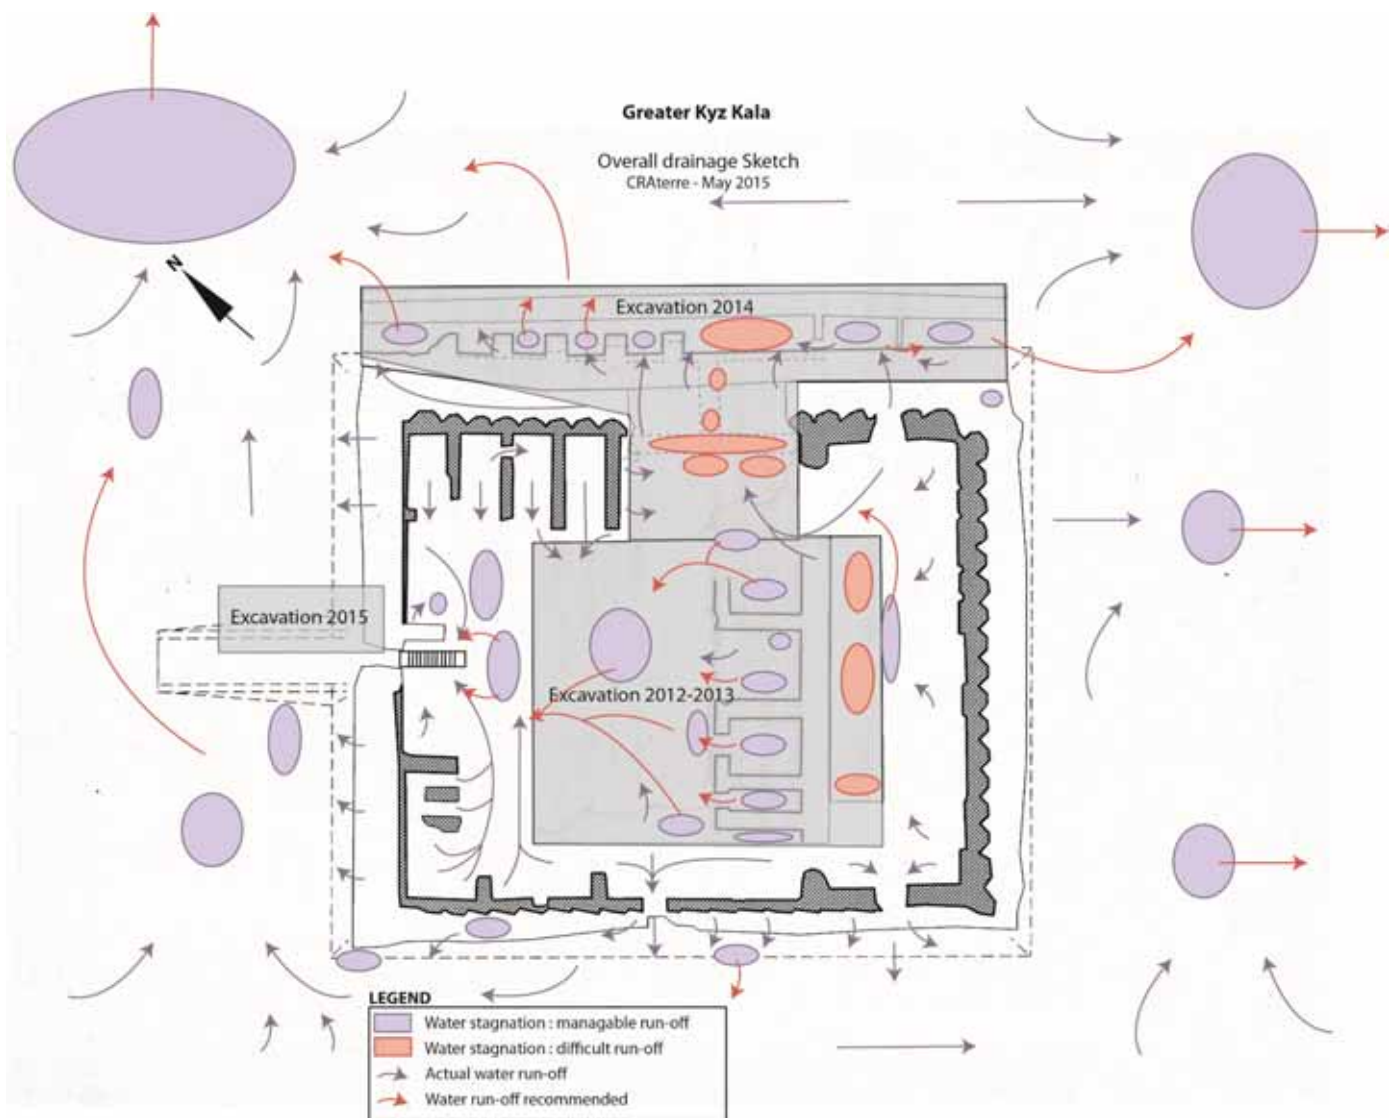 Greater Kyz Kala
Overall drainage Sketch
CRAterre - May 2015
N
Excavation 2014
Excavation 2015
Excavation 2012-2013
LEGEND
Water stagnation : managable run-off
Water stagnation : difficult run-off
Actual water run-off
Water run-off recommended